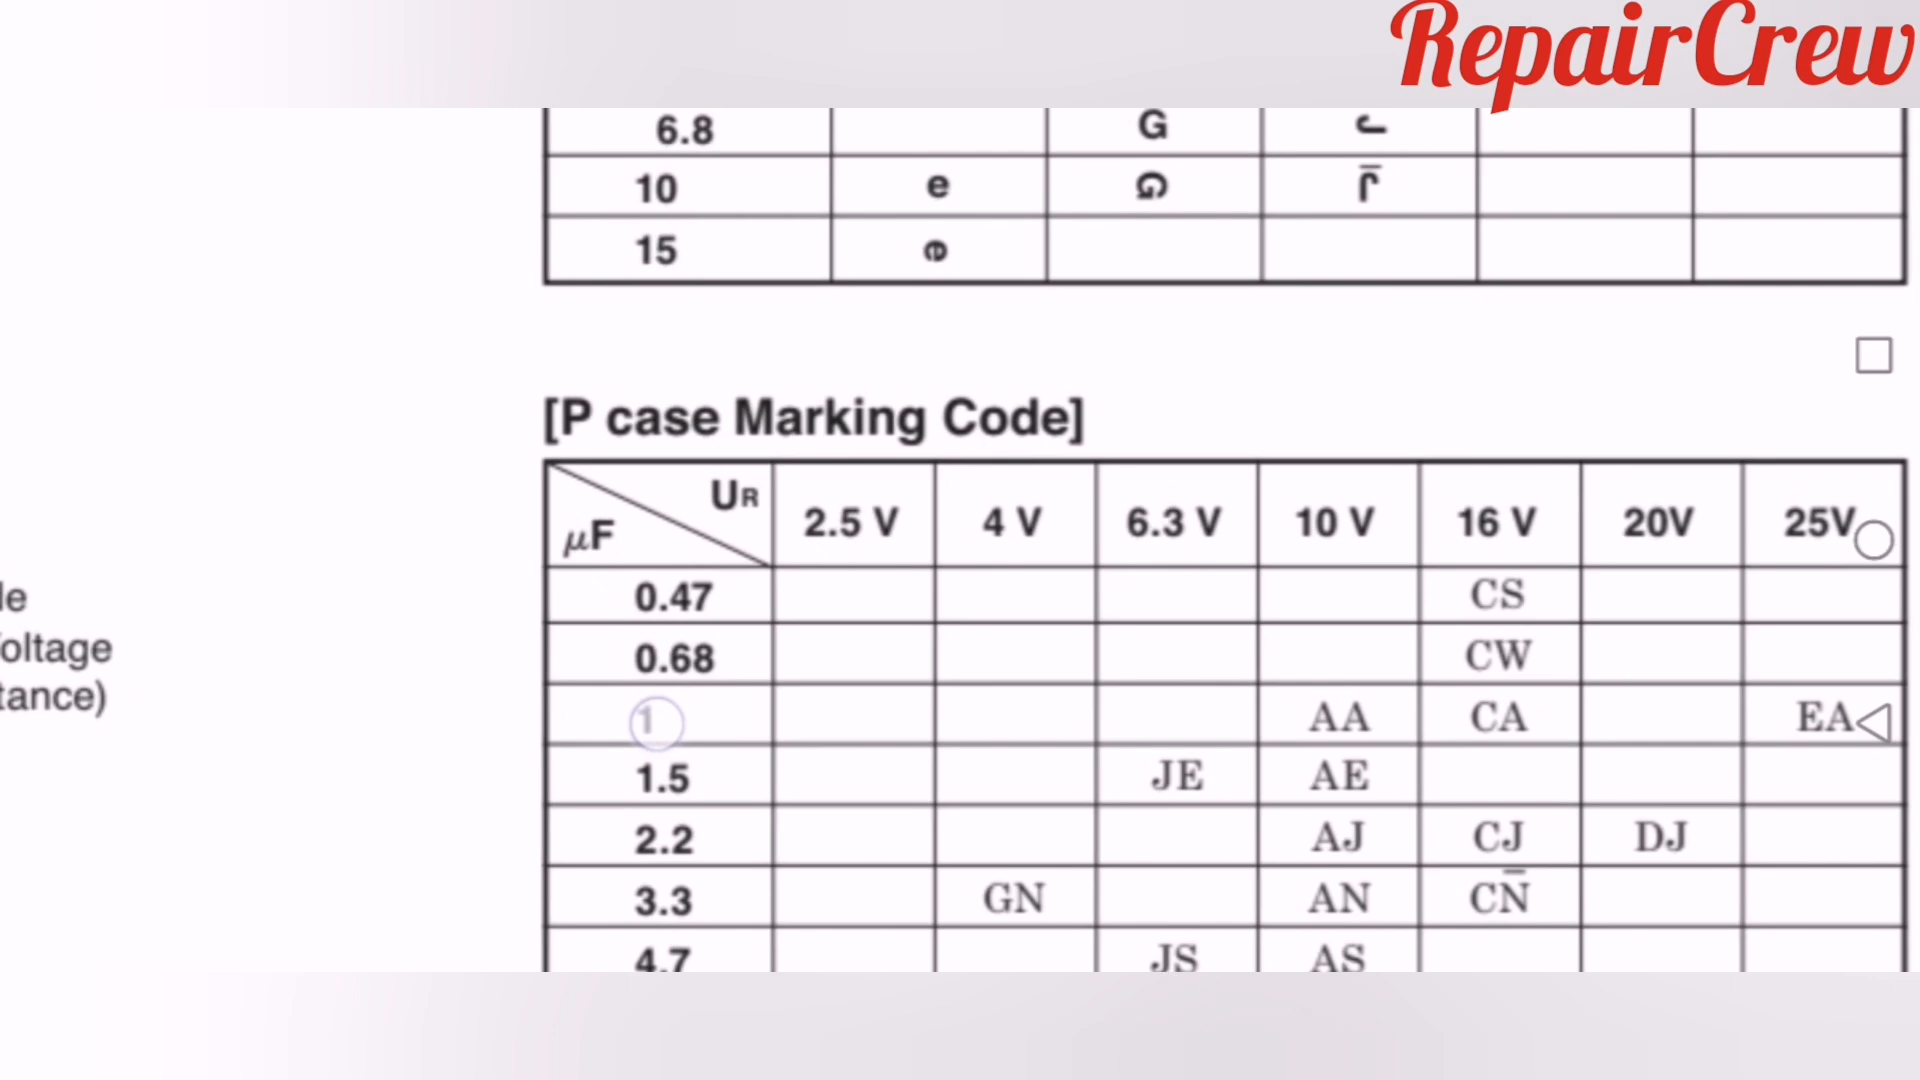 RepairCrew
6.8 G J
10 e G J̅
15 e
[P case Marking Code]
UR
μF 2.5 V 4 V 6.3 V 10 V 16 V 20V 25V
0.47 CS
le
0.68 CW
oltage
tance)
1 AA CA EA
1.5 JE AE
2.2 AJ CJ DJ
3.3 GN AN CN̅
4.7 JS AS